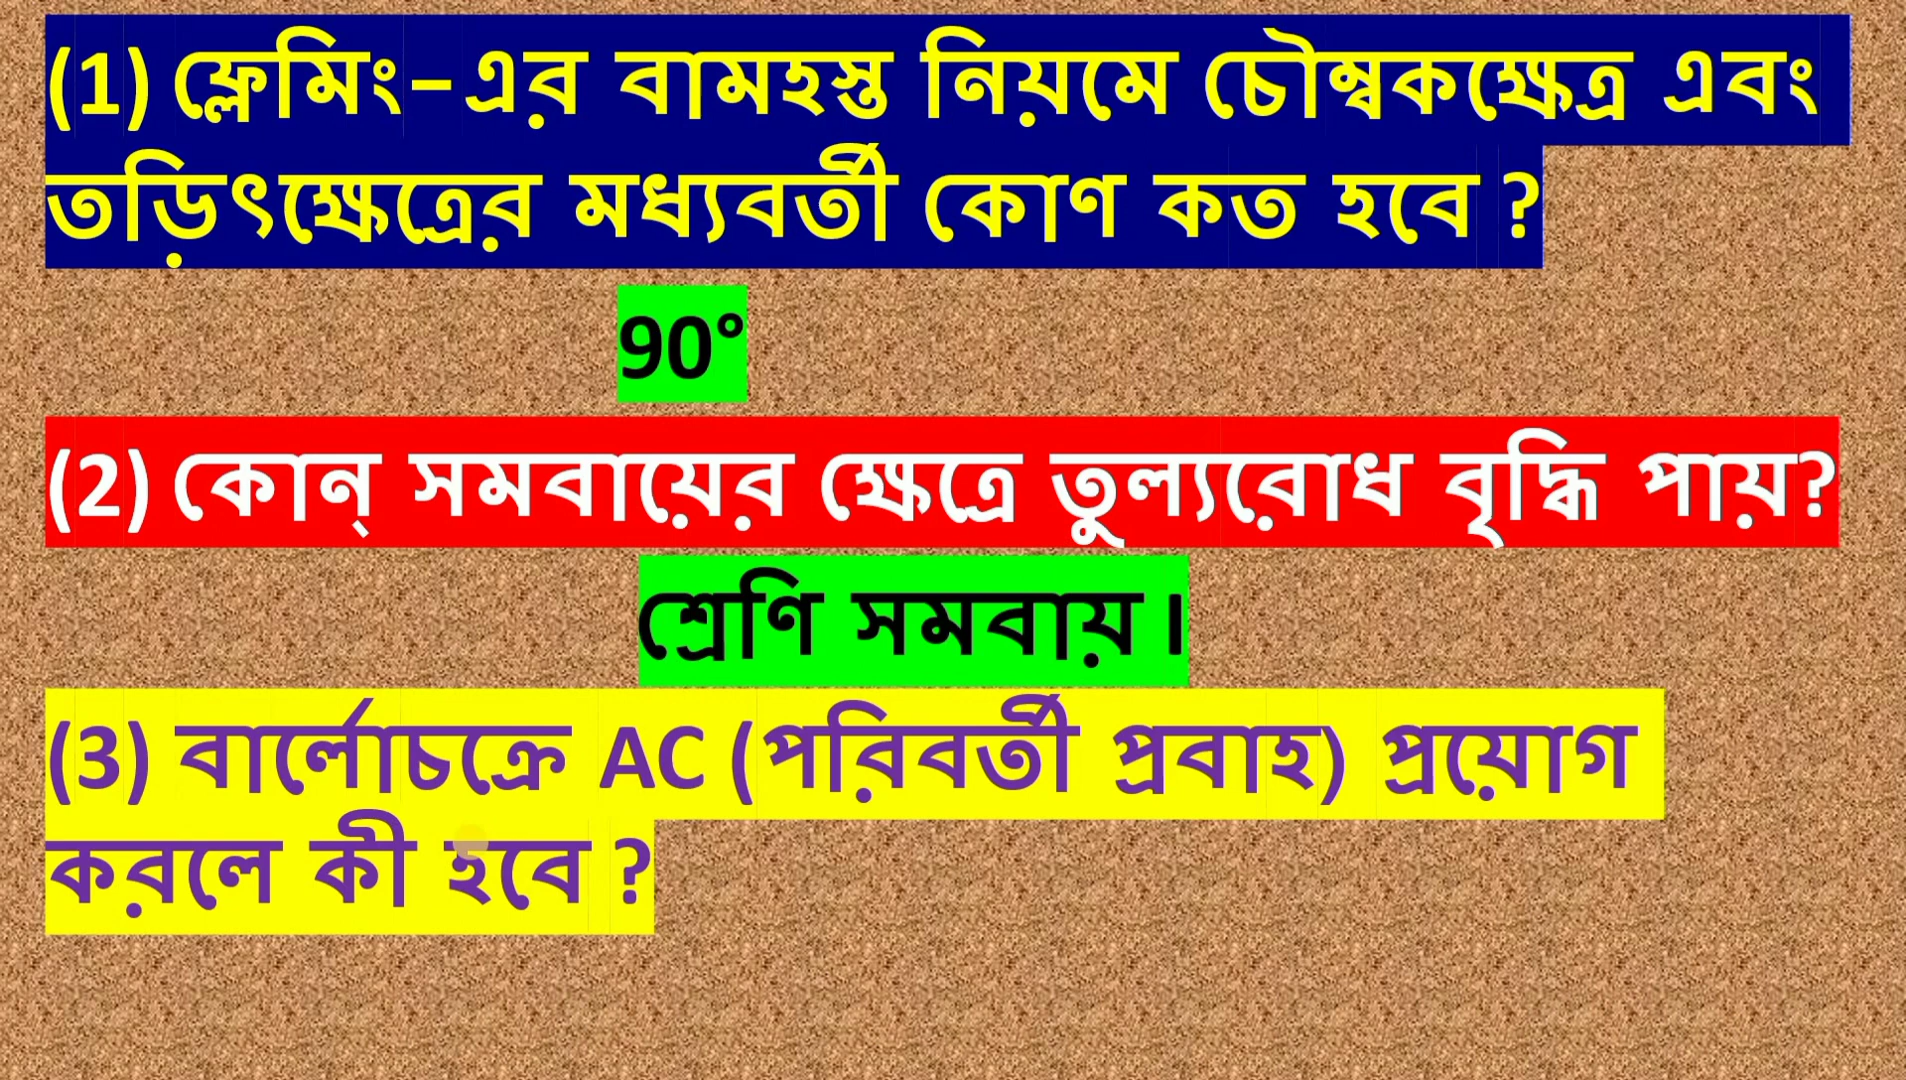 (1) ফ্লেমিং–এর বামহস্ত নিয়মে চৌম্বকক্ষেত্র এবং
তড়িৎক্ষেত্রের মধ্যবর্তী কোণ কত হবে ?
90°
(2) কোন্ সমবায়ের ক্ষেত্রে তুল্যরোধ বৃদ্ধি পায়?
শ্রেণি সমবায় ।
(3) বার্লোচক্রে AC (পরিবর্তী প্রবাহ) প্রয়োগ
করলে কী হবে ?